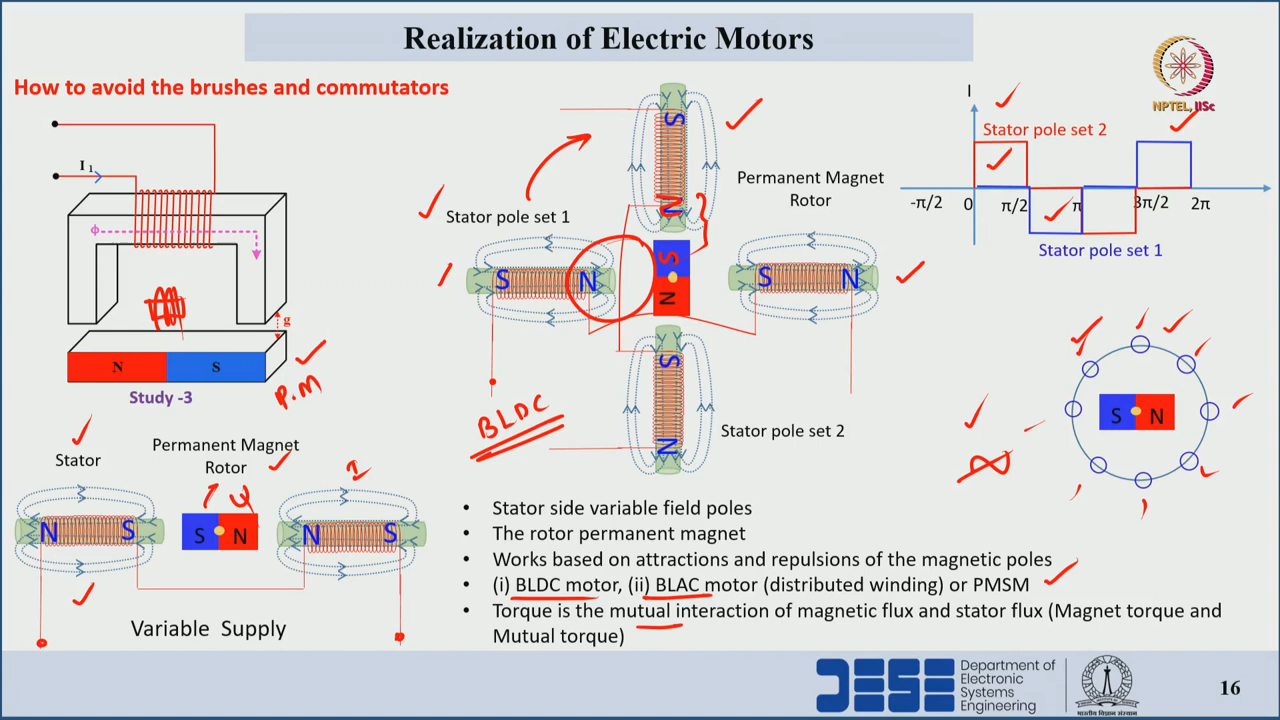 Realization of Electric Motors
How to avoid the brushes and commutators
I₁
ϕ
g
N S
Study -3
P.M
Stator
Permanent Magnet
Rotor
I
N S
S N
N S
Variable Supply
Stator pole set 1
S
N
S N
S
N
S N
S
N
Stator pole set 2
BLDC
Permanent Magnet
Rotor
NPTEL, IISc
I
Stator pole set 2
-π/2 0 π/2 π 3π/2 2π
Stator pole set 1
S N
• Stator side variable field poles
• The rotor permanent magnet
• Works based on attractions and repulsions of the magnetic poles
• (i) BLDC motor, (ii) BLAC motor (distributed winding) or PMSM
• Torque is the mutual interaction of magnetic flux and stator flux (Magnet torque and
Mutual torque)
DESE
Department of
Electronic
Systems
Engineering
16